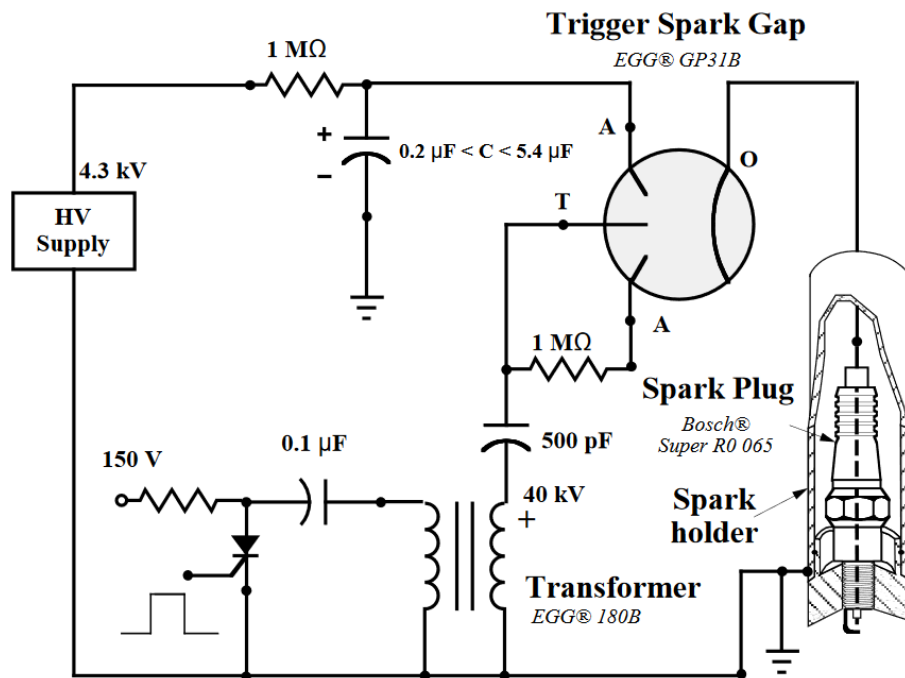 Trigger Spark Gap
EGG® GP31B
1 MΩ
A
O
+
−
0.2 µF < C < 5.4 µF
4.3 kV
HV
Supply
T
A
1 MΩ
Spark Plug
Bosch®
Super R0 065
500 pF
0.1 µF
150 V
40 kV
+
Spark
holder
Transformer
EGG® 180B